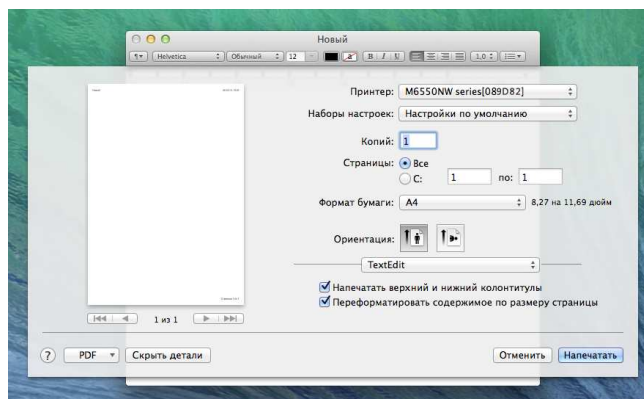 Новый
Helvetica Обычный 12 B I U 1,0
Принтер: M6550NW series[089D82]
Наборы настроек: Настройки по умолчанию
Копий: 1
Страницы: Все
С: 1 по: 1
Формат бумаги: A4 8,27 на 11,69 дюйм
Ориентация:
TextEdit
Напечатать верхний и нижний колонтитулы
Переформатировать содержимое по размеру страницы
1 из 1
? PDF Скрыть детали Отменить Напечатать